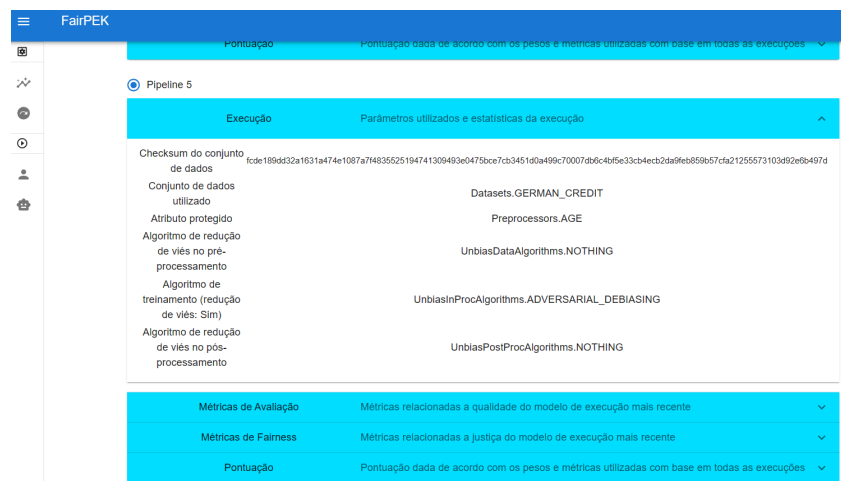 FairPEK
Pontuação Pontuação dada de acordo com os pesos e métricas utilizadas com base em todas as execuções
Pipeline 5
Execução Parâmetros utilizados e estatísticas da execução
Checksum do conjunto
de dados
fcde189dd32a1631a474e1087a7f4835525194741309493e0475bce7cb3451d0a499c70007db6c4bf5e33cb4ecb2da9feb859b57cfa21255573103d92e6b497d
Conjunto de dados
utilizado
Datasets.GERMAN_CREDIT
Atributo protegido Preprocessors.AGE
Algoritmo de redução
de viés no pré-
processamento
UnbiasDataAlgorithms.NOTHING
Algoritmo de
treinamento (redução
de viés: Sim)
UnbiasInProcAlgorithms.ADVERSARIAL_DEBIASING
Algoritmo de redução
de viés no pós-
processamento
UnbiasPostProcAlgorithms.NOTHING
Métricas de Avaliação Métricas relacionadas a qualidade do modelo de execução mais recente
Métricas de Fairness Métricas relacionadas a justiça do modelo de execução mais recente
Pontuação Pontuação dada de acordo com os pesos e métricas utilizadas com base em todas as execuções